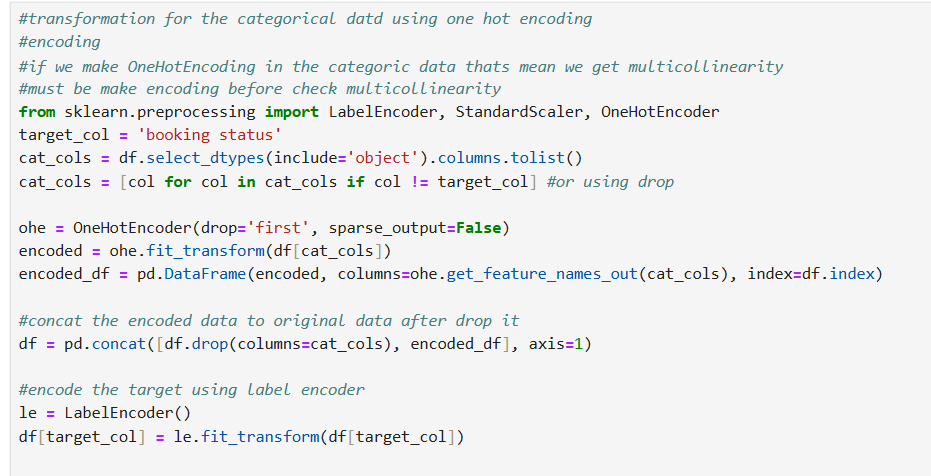 #transformation for the categorical datd using one hot encoding
#encoding
#if we make OneHotEncoding in the categoric data thats mean we get multicollinearity
#must be make encoding before check multicollinearity
from sklearn.preprocessing import LabelEncoder, StandardScaler, OneHotEncoder
target_col = 'booking status'
cat_cols = df.select_dtypes(include='object').columns.tolist()
cat_cols = [col for col in cat_cols if col != target_col] #or using drop

ohe = OneHotEncoder(drop='first', sparse_output=False)
encoded = ohe.fit_transform(df[cat_cols])
encoded_df = pd.DataFrame(encoded, columns=ohe.get_feature_names_out(cat_cols), index=df.index)

#concat the encoded data to original data after drop it
df = pd.concat([df.drop(columns=cat_cols), encoded_df], axis=1)

#encode the target using label encoder
le = LabelEncoder()
df[target_col] = le.fit_transform(df[target_col])